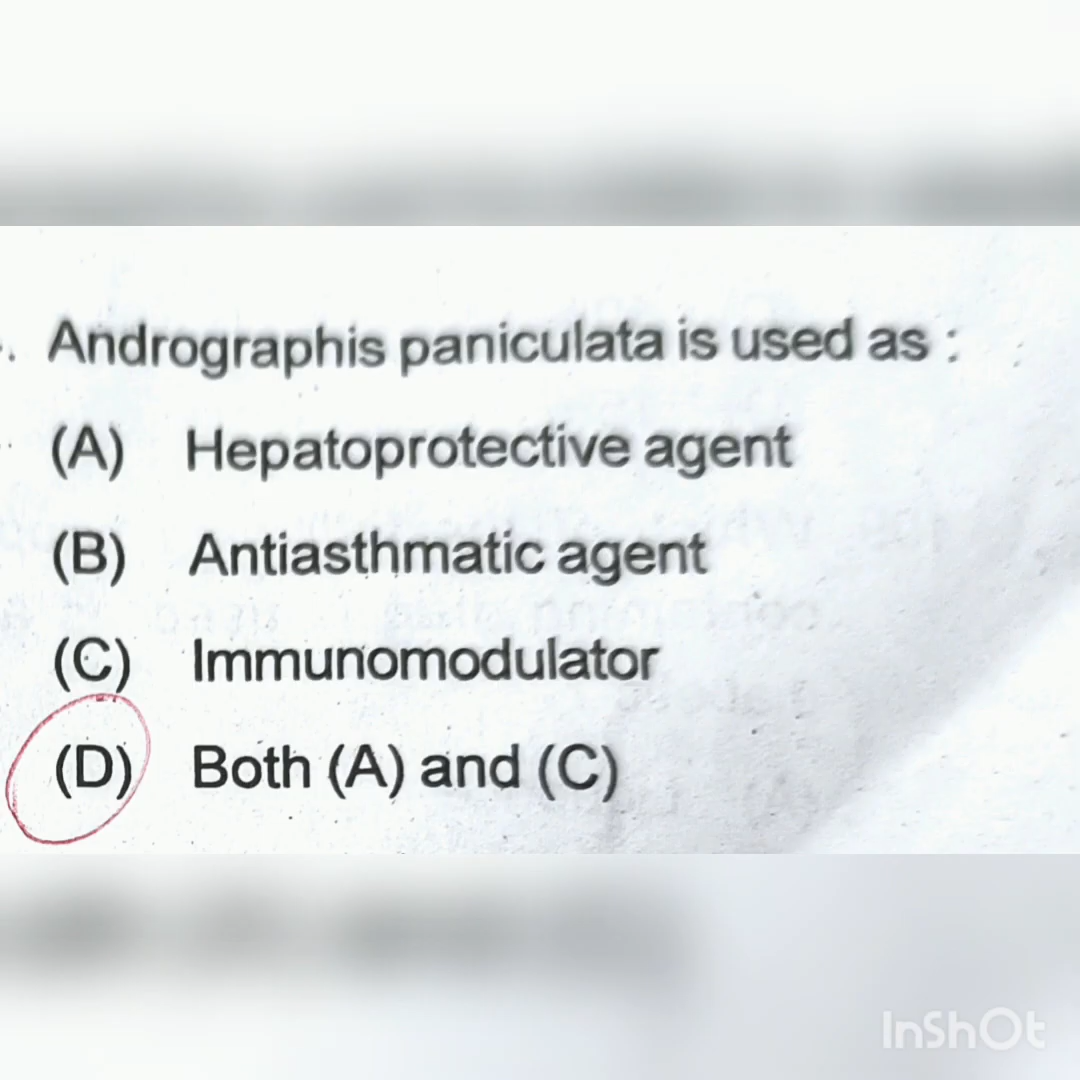 . Andrographis paniculata is used as :
(A) Hepatoprotective agent
(B) Antiasthmatic agent
(C) Immunomodulator
(D) Both (A) and (C)
InShOt